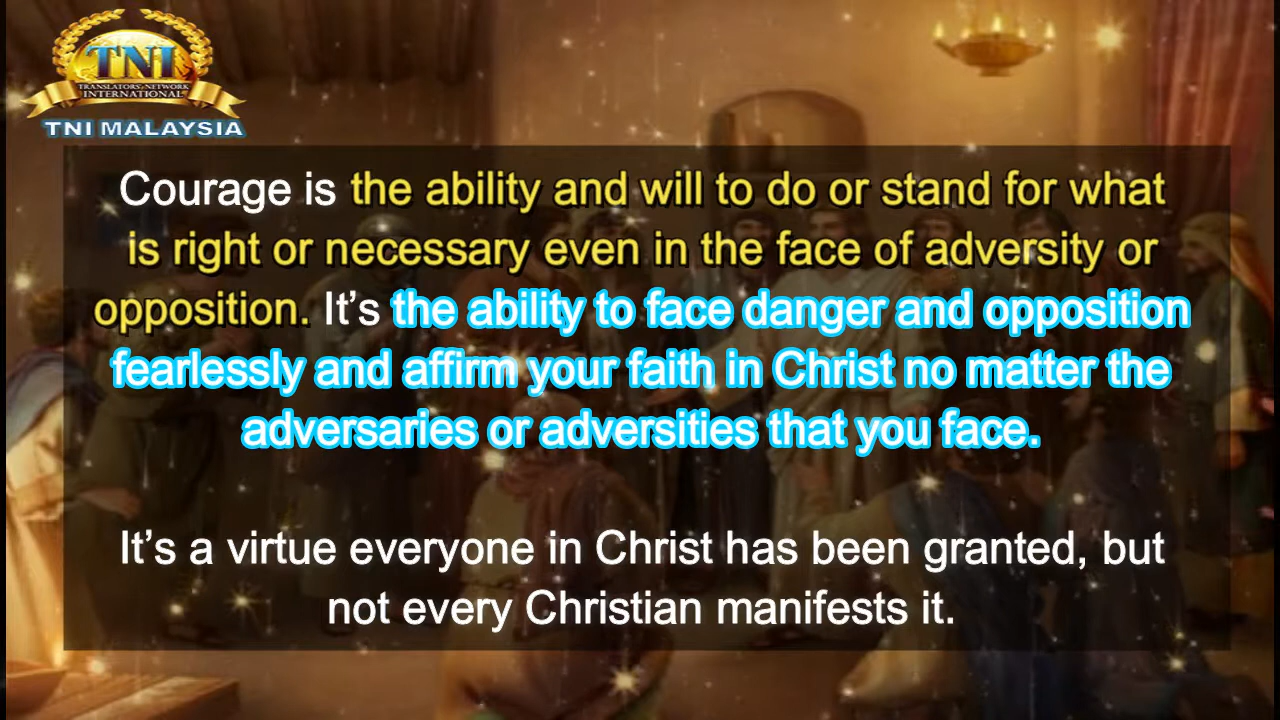 TNI
TRANSLATORS' NETWORK
INTERNATIONAL
TNI MALAYSIA
Courage is the ability and will to do or stand for what
is right or necessary even in the face of adversity or
opposition. It’s the ability to face danger and opposition
fearlessly and affirm your faith in Christ no matter the
adversaries or adversities that you face.
It’s a virtue everyone in Christ has been granted, but
not every Christian manifests it.